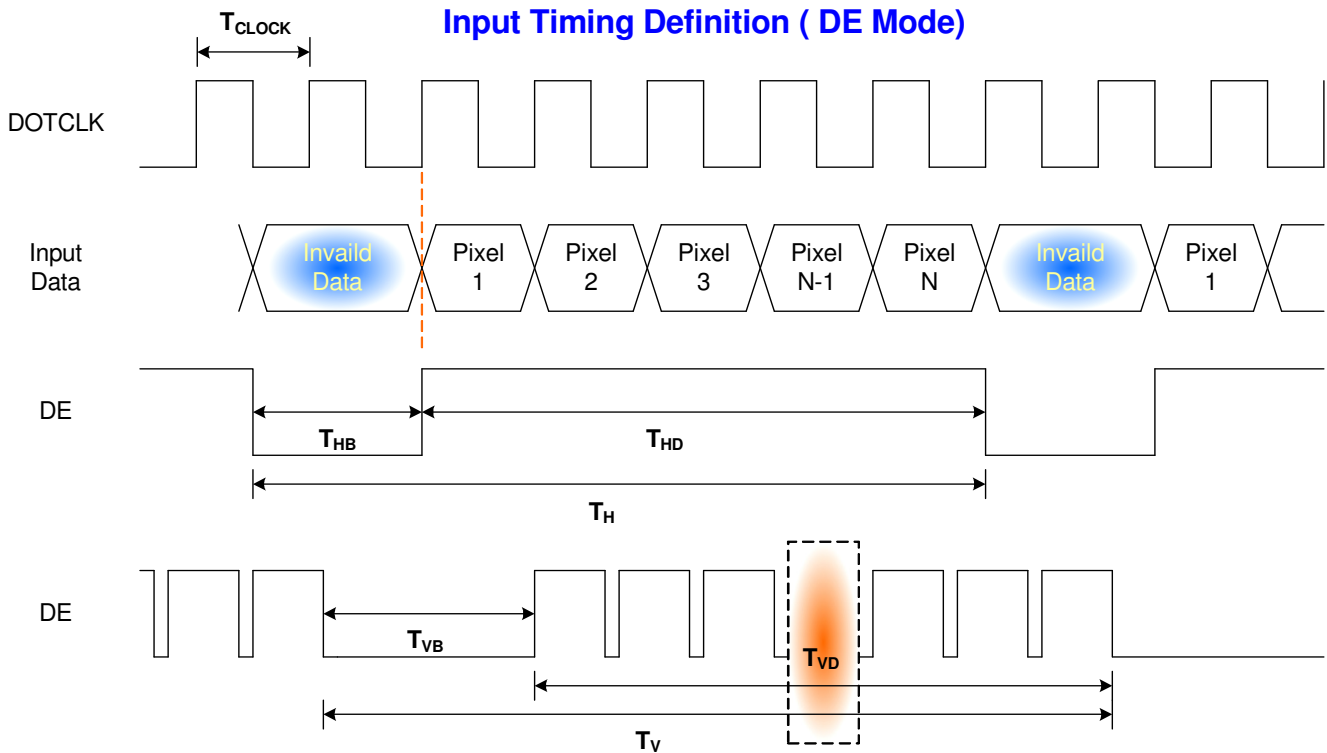 Input Timing Definition ( DE Mode)
TCLOCK
DOTCLK
Input
Data
Invaild
Data
Pixel
1
Pixel
2
Pixel
3
Pixel
N-1
Pixel
N
Invaild
Data
Pixel
1
DE
THB
THD
TH
DE
TVB
TVD
TV